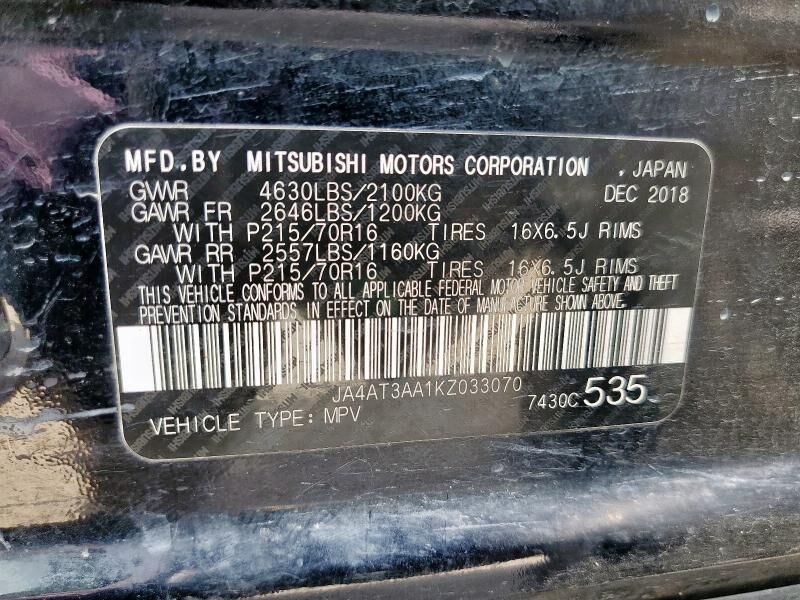 MFD.BY MITSUBISHI MOTORS CORPORATION , JAPAN
GVWR 4630LBS/2100KG DEC 2018
GAWR FR 2646LBS/1200KG
WITH P215/70R16 TIRES 16X6.5J RIMS
GAWR RR 2557LBS/1160KG
WITH P215/70R16 TIRES 16X6.5J RIMS
THIS VEHICLE CONFORMS TO ALL APPLICABLE FEDERAL MOTOR VEHICLE SAFETY AND THEFT
PREVENTION STANDARDS, IN EFFECT ON THE DATE OF MANUFACTURE SHOWN ABOVE.
JA4AT3AA1KZ033070
7430C 535
VEHICLE TYPE: MPV